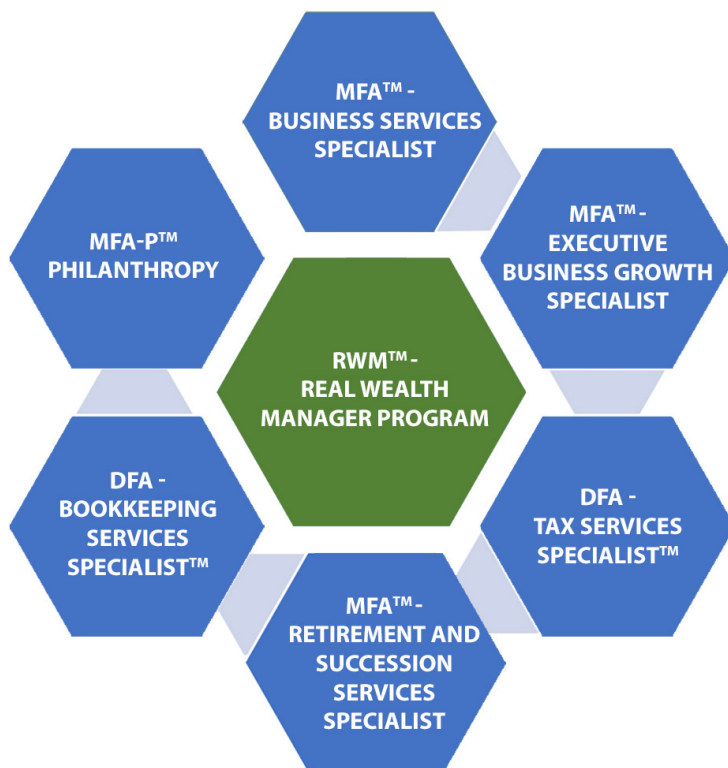 MFA™ -
BUSINESS SERVICES
SPECIALIST
MFA-P™
PHILANTHROPY
MFA™ -
EXECUTIVE
BUSINESS GROWTH
SPECIALIST
RWM™ -
REAL WEALTH
MANAGER PROGRAM
DFA -
BOOKKEEPING
SERVICES
SPECIALIST™
DFA -
TAX SERVICES
SPECIALIST™
MFA™ -
RETIREMENT AND
SUCCESSION
SERVICES
SPECIALIST